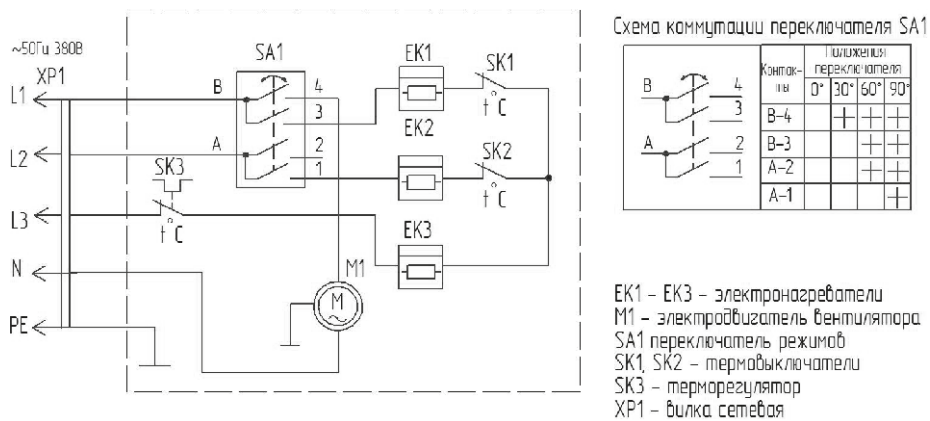 ~50Гц 380В
XP1
L1
L2
L3
N
PE
SA1
B
A
4
3
2
1
EK1
SK1
t°C
EK2
SK2
t°C
SK3
t°C
EK3
M1
M
~
Схема коммутации переключателя SA1
B
4
3
A
2
1
Контак-
ты
Положения
переключателя
0° 30° 60° 90°
B-4 + + +
B-3 + +
A-2 + +
A-1 +
EK1 - EK3 - электронагреватели
M1 - электродвигатель вентилятора
SA1 переключатель режимов
SK1, SK2 - термовыключатели
SK3 - терморегулятор
XP1 - вилка сетевая